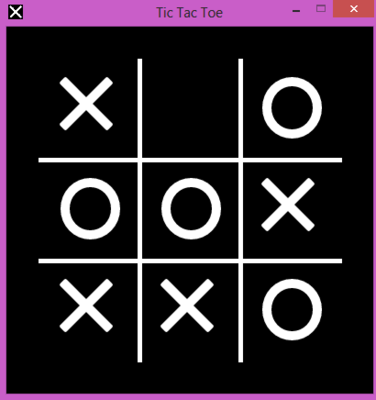 Tic Tac Toe
X O
O O X
X X O